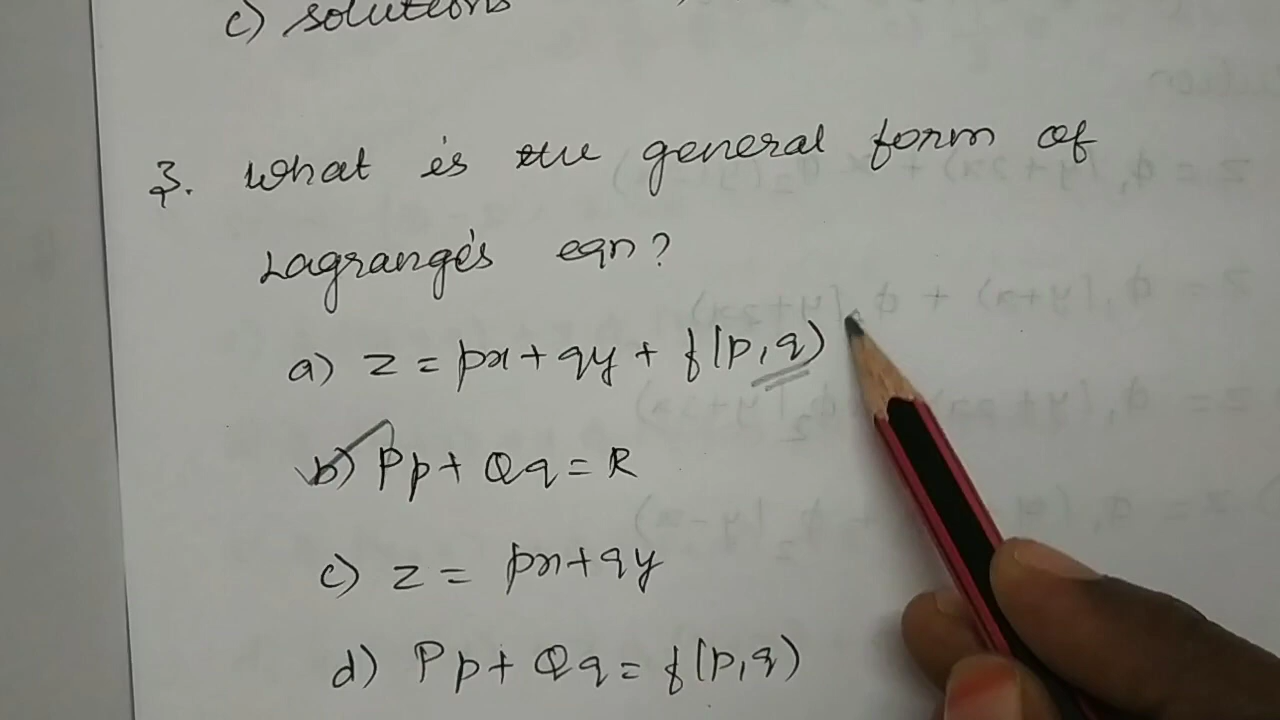 c) solutions
3. What is the general form of
Lagrange's eqn?
a) z = px + qy + f(p,q)
b) Pp + Qq = R
c) z = px + qy
d) Pp + Qq = f(p,q)